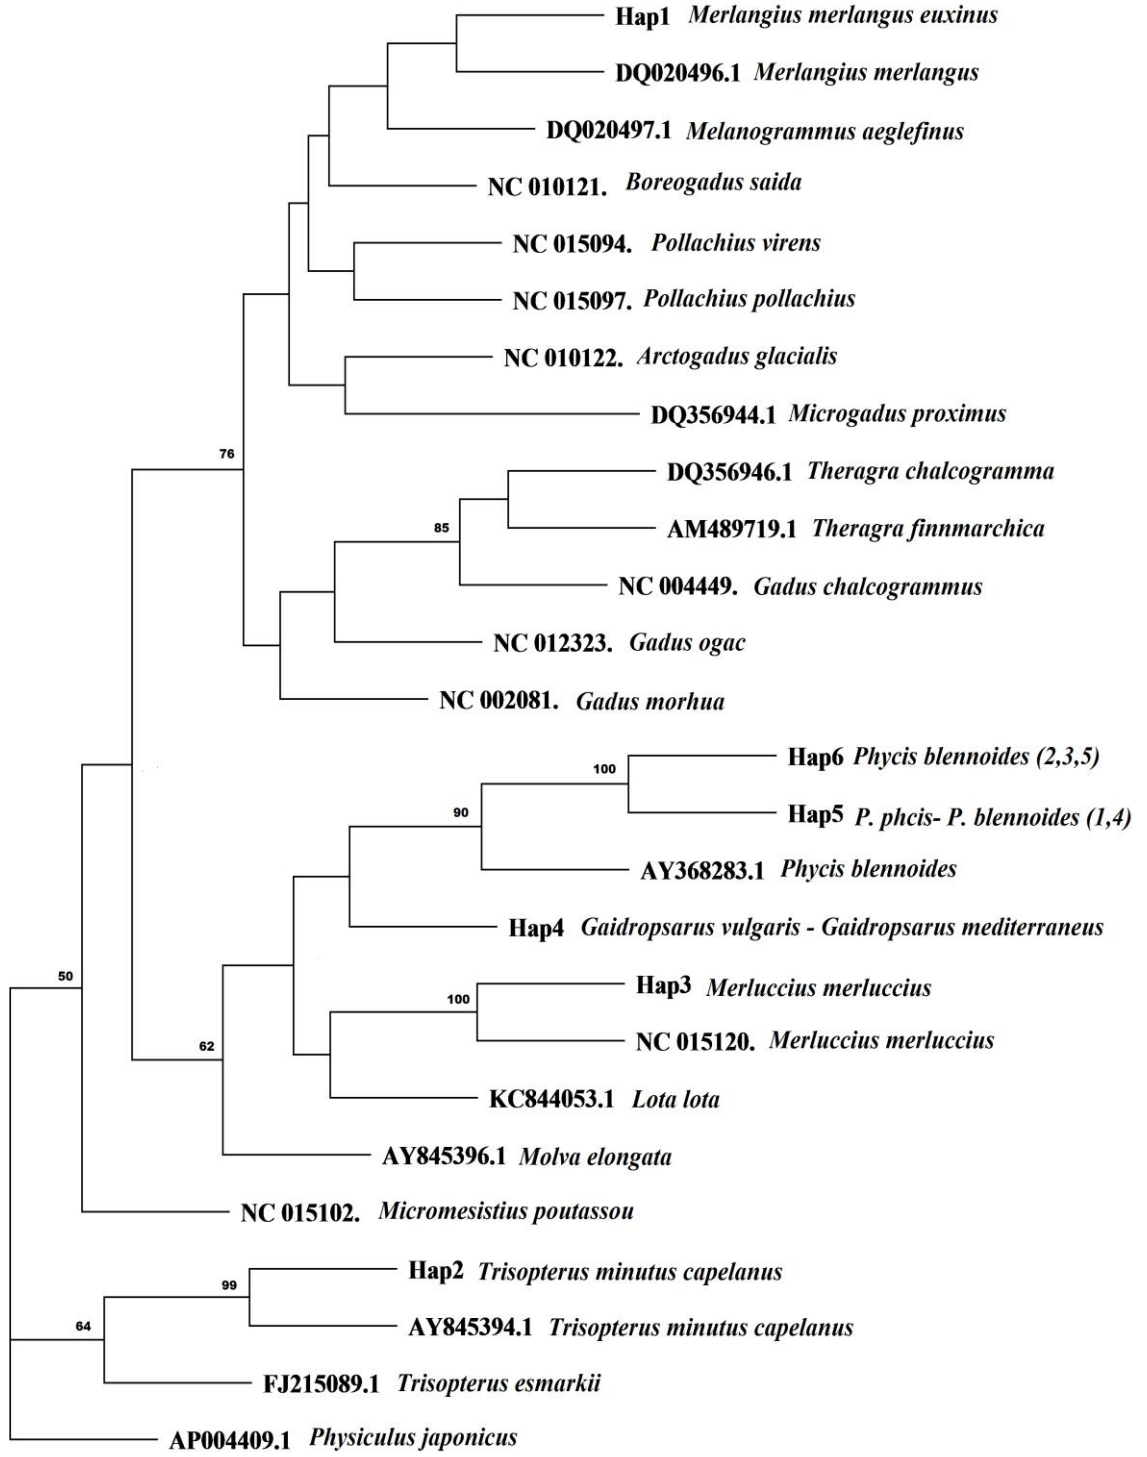 Hap1 Merlangius merlangus euxinus
DQ020496.1 Merlangius merlangus
DQ020497.1 Melanogrammus aeglefinus
NC 010121. Boreogadus saida
NC 015094. Pollachius virens
NC 015097. Pollachius pollachius
NC 010122. Arctogadus glacialis
DQ356944.1 Microgadus proximus
76
DQ356946.1 Theragra chalcogramma
85
AM489719.1 Theragra finnmarchica
NC 004449. Gadus chalcogrammus
NC 012323. Gadus ogac
NC 002081. Gadus morhua
100
Hap6 Phycis blennoides (2,3,5)
90
Hap5 P. phcis- P. blennoides (1,4)
AY368283.1 Phycis blennoides
Hap4 Gaidropsarus vulgaris - Gaidropsarus mediterraneus
50
Hap3 Merluccius merluccius
100
62
NC 015120. Merluccius merluccius
KC844053.1 Lota lota
AY845396.1 Molva elongata
NC 015102. Micromesistius poutassou
Hap2 Trisopterus minutus capelanus
99
64
AY845394.1 Trisopterus minutus capelanus
FJ215089.1 Trisopterus esmarkii
AP004409.1 Physiculus japonicus